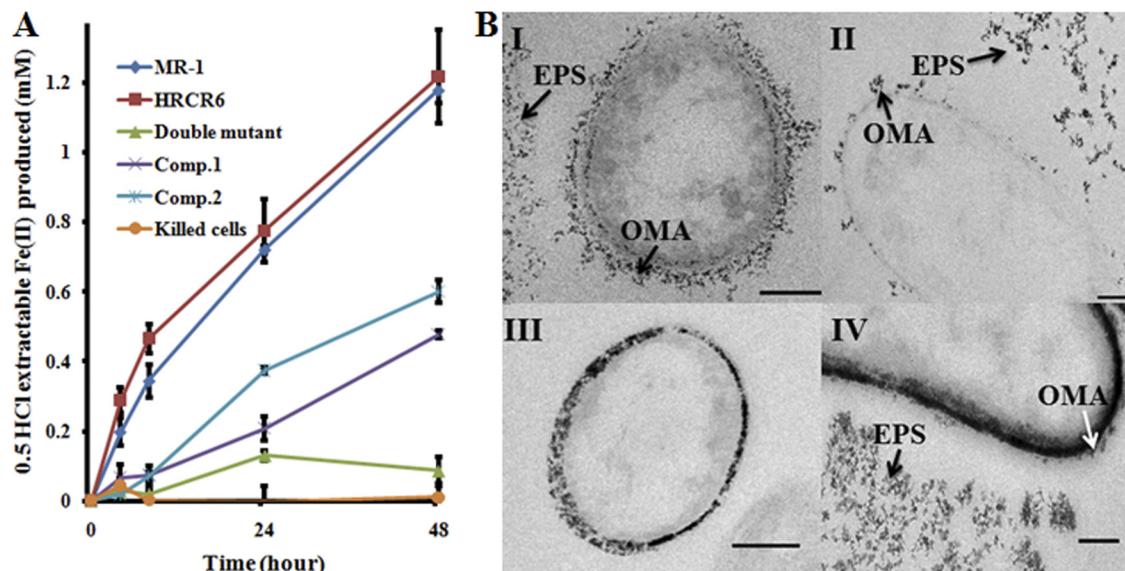 A
0.5 HCl extractable Fe(II) produced (mM)
1.2
1
0.8
0.6
0.4
0.2
0
MR-1
HRCR6
Double mutant
Comp.1
Comp.2
Killed cells
0 24 48
Time (hour)
B
I
EPS
OMA
II
EPS
OMA
III
IV
OMA
EPS